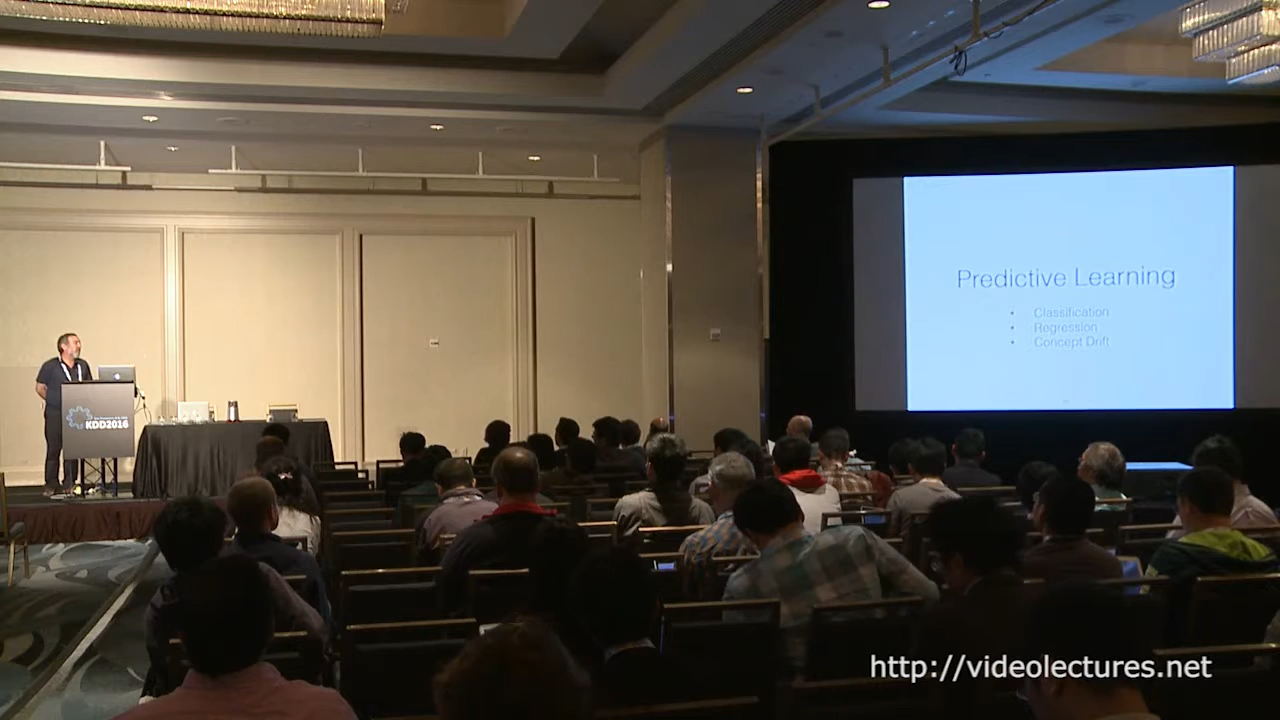 Predictive Learning
• Classification
• Regression
• Concept Drift
KDD2016
http://videolectures.net